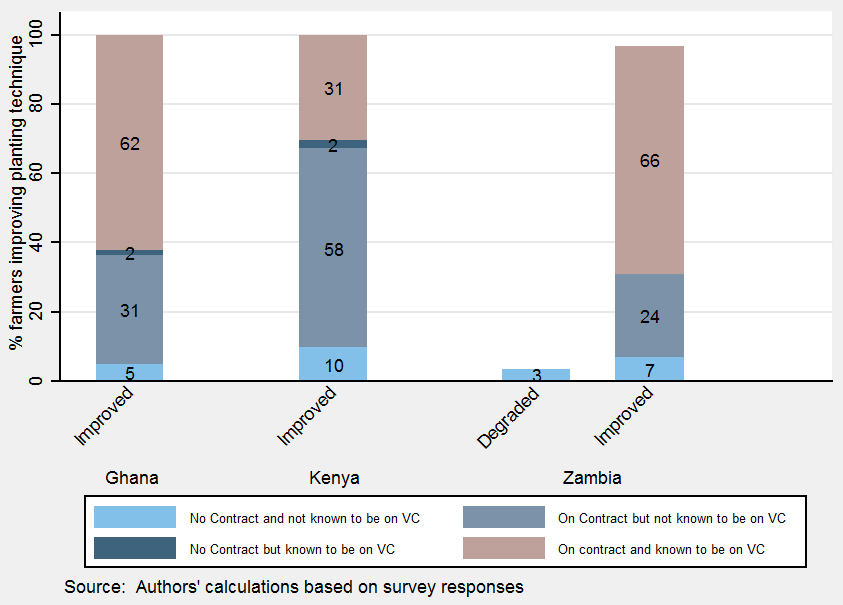 % farmers improving planting technique
100
80
60
40
20
0
62
2
31
5
31
2
58
10
3
66
24
7
Improved
Improved
Degraded
Improved
Ghana
Kenya
Zambia
No Contract and not known to be on VC
On Contract but not known to be on VC
No Contract but known to be on VC
On contract and known to be on VC
Source:  Authors' calculations based on survey responses